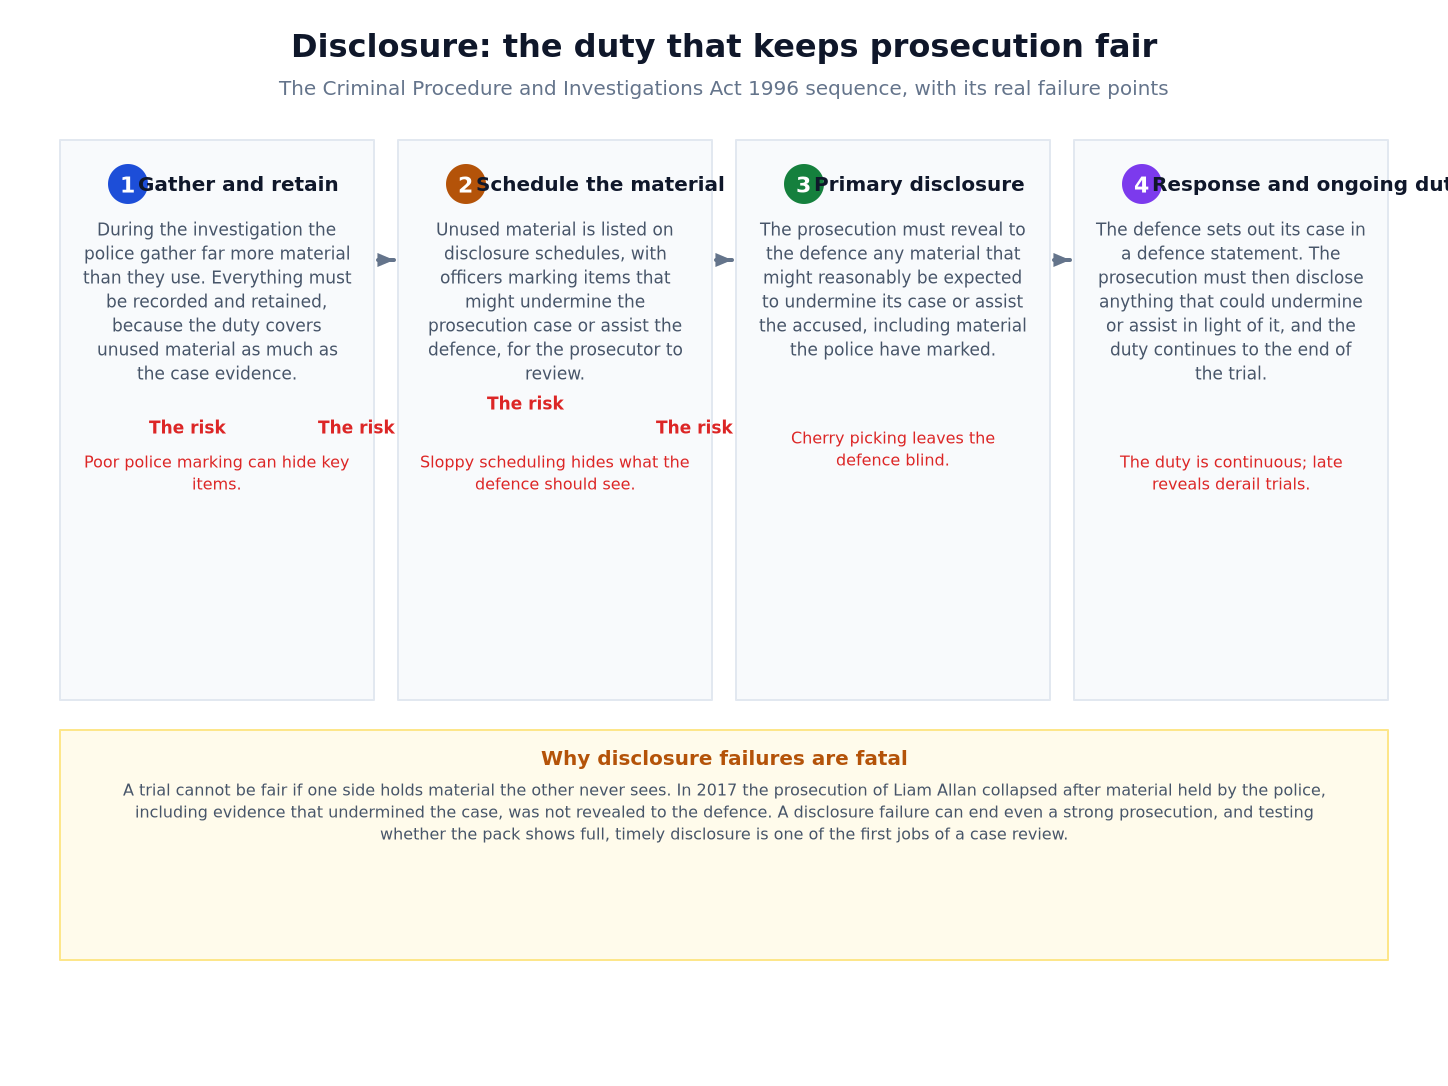 Disclosure: the duty that keeps prosecution fair
The Criminal Procedure and Investigations Act 1996 sequence, with its real failure points
1 Gather and retain
During the investigation the
police gather far more material
than they use. Everything must
be recorded and retained,
because the duty covers
unused material as much as
the case evidence.
The risk
Poor police marking can hide key
items.
The risk
2 Schedule the material
Unused material is listed on
disclosure schedules, with
officers marking items that
might undermine the
prosecution case or assist the
defence, for the prosecutor to
review.
The risk
Sloppy scheduling hides what the
defence should see.
The risk
3 Primary disclosure
The prosecution must reveal to
the defence any material that
might reasonably be expected
to undermine its case or assist
the accused, including material
the police have marked.
Cherry picking leaves the
defence blind.
4 Response and ongoing dut
The defence sets out its case in
a defence statement. The
prosecution must then disclose
anything that could undermine
or assist in light of it, and the
duty continues to the end of
the trial.
The duty is continuous; late
reveals derail trials.
Why disclosure failures are fatal
A trial cannot be fair if one side holds material the other never sees. In 2017 the prosecution of Liam Allan collapsed after material held by the police,
including evidence that undermined the case, was not revealed to the defence. A disclosure failure can end even a strong prosecution, and testing
whether the pack shows full, timely disclosure is one of the first jobs of a case review.